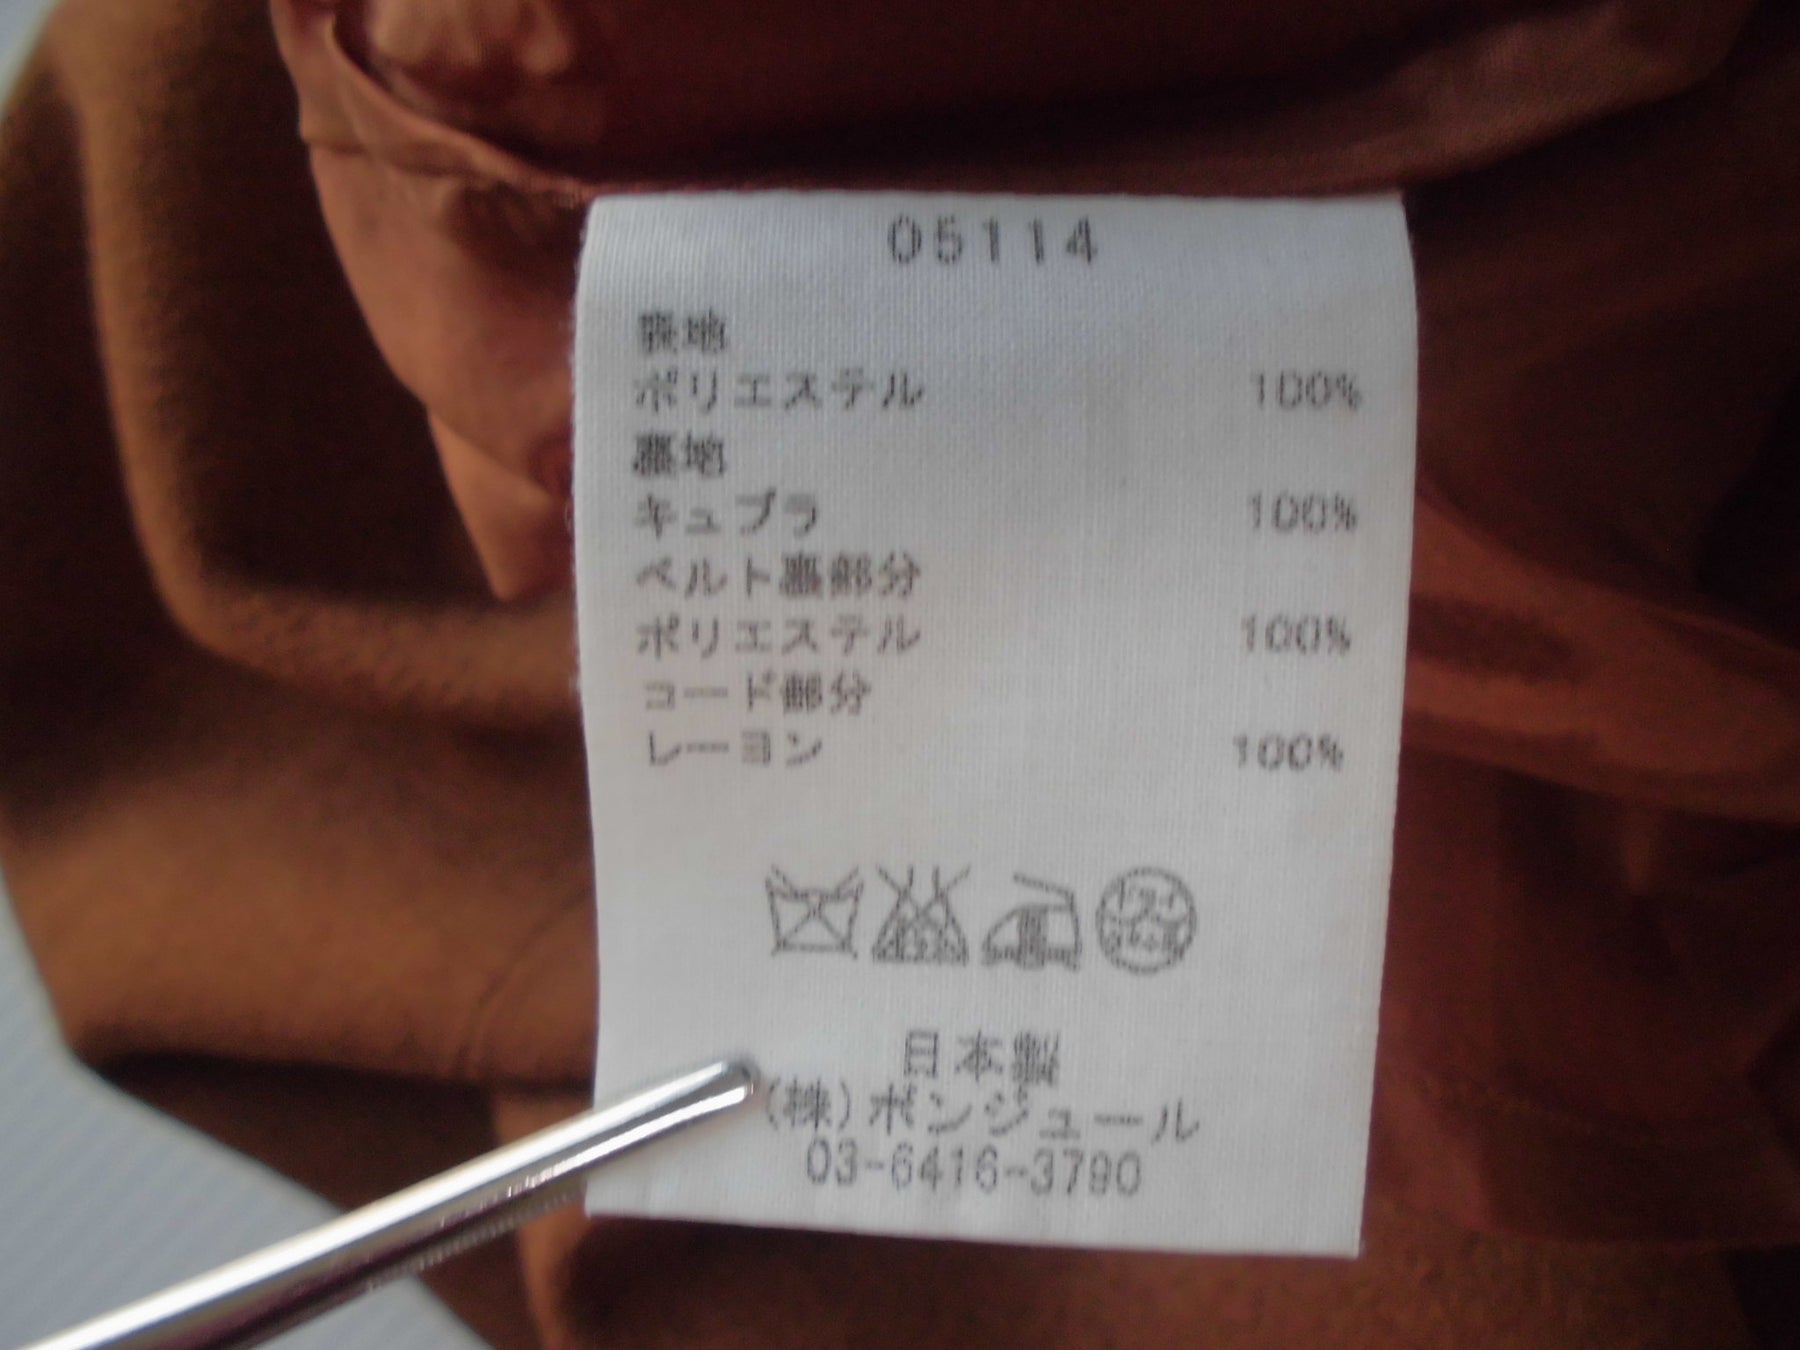 05114
表地
ポリエステル 100%
裏地
キュプラ 100%
ベルト裏部分
ポリエステル 100%
コード部分
レーヨン 100%
日本製
(株)ボンジュール
03-6416-3790